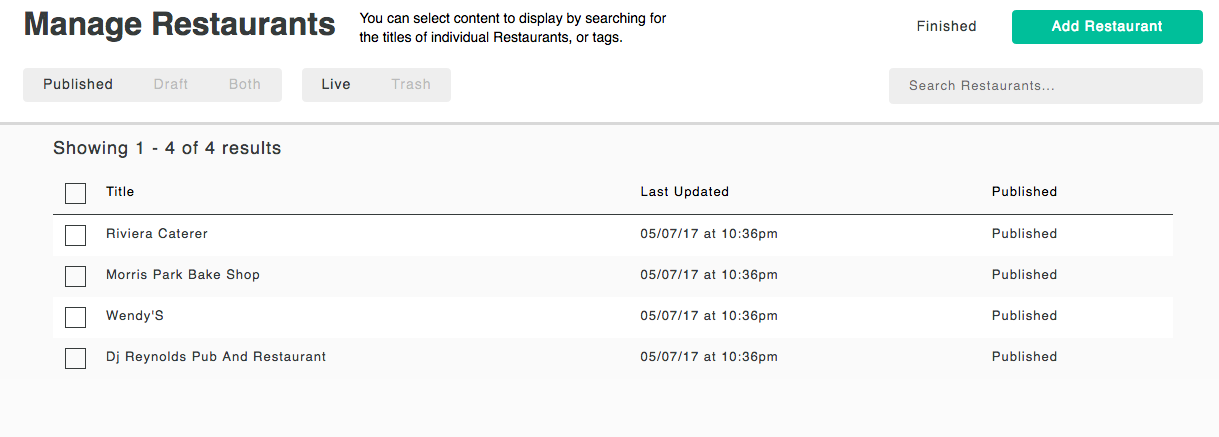 Manage Restaurants
You can select content to display by searching for
the titles of individual Restaurants, or tags.
Finished
Add Restaurant
Published Draft Both
Live Trash
Search Restaurants...
Showing 1 - 4 of 4 results
Title Last Updated Published
Riviera Caterer 05/07/17 at 10:36pm Published
Morris Park Bake Shop 05/07/17 at 10:36pm Published
Wendy'S 05/07/17 at 10:36pm Published
Dj Reynolds Pub And Restaurant 05/07/17 at 10:36pm Published